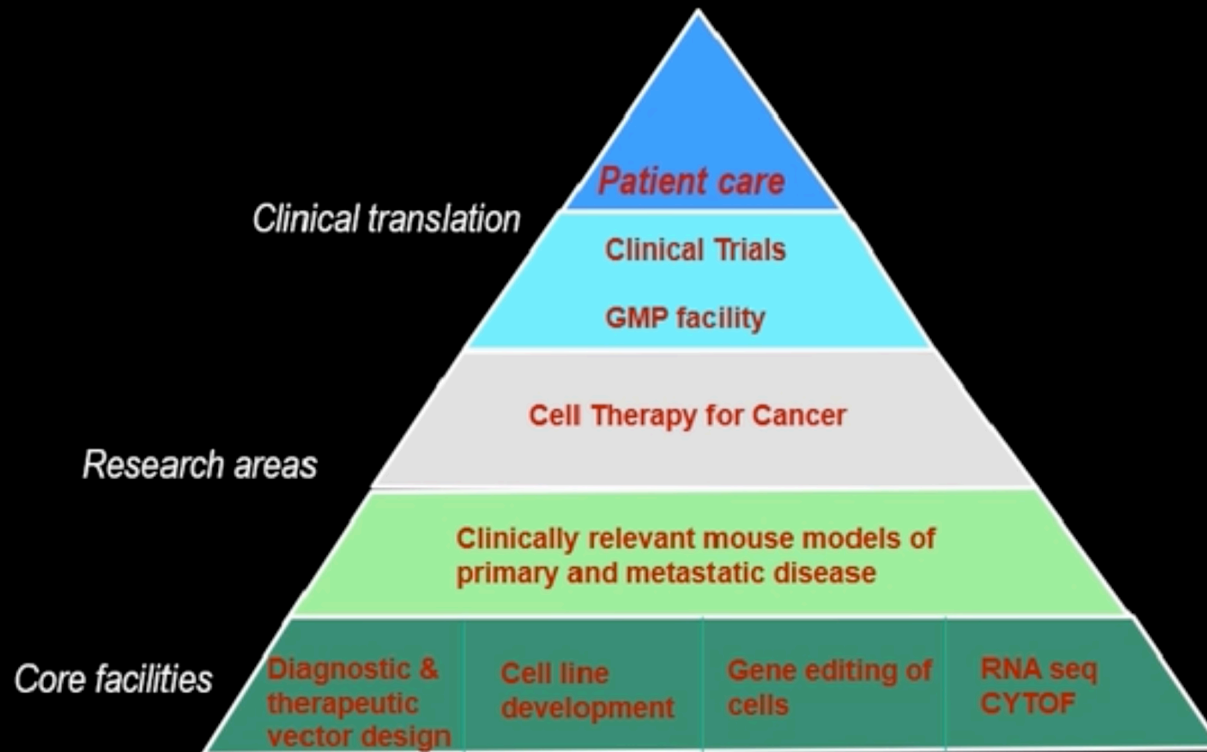 Patient care
Clinical translation
Clinical Trials
GMP facility
Cell Therapy for Cancer
Research areas
Clinically relevant mouse models of
primary and metastatic disease
Core facilities
Diagnostic &
therapeutic
vector design
Cell line
development
Gene editing of
cells
RNA seq
CYTOF